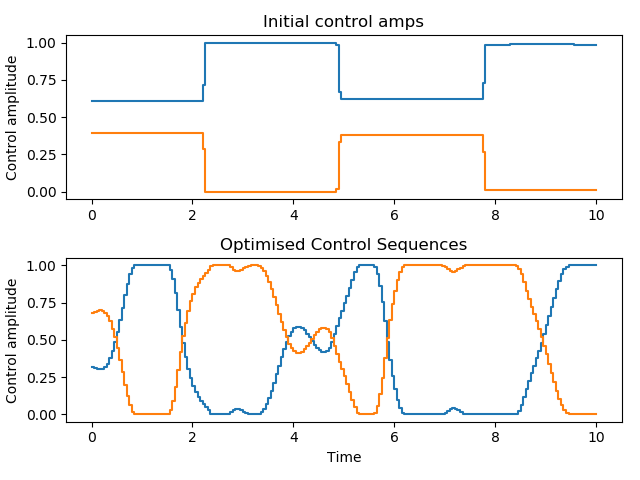 Initial control amps
Control amplitude
1.00
0.75
0.50
0.25
0.00
0 2 4 6 8 10
Optimised Control Sequences
Control amplitude
1.00
0.75
0.50
0.25
0.00
0 2 4 6 8 10
Time